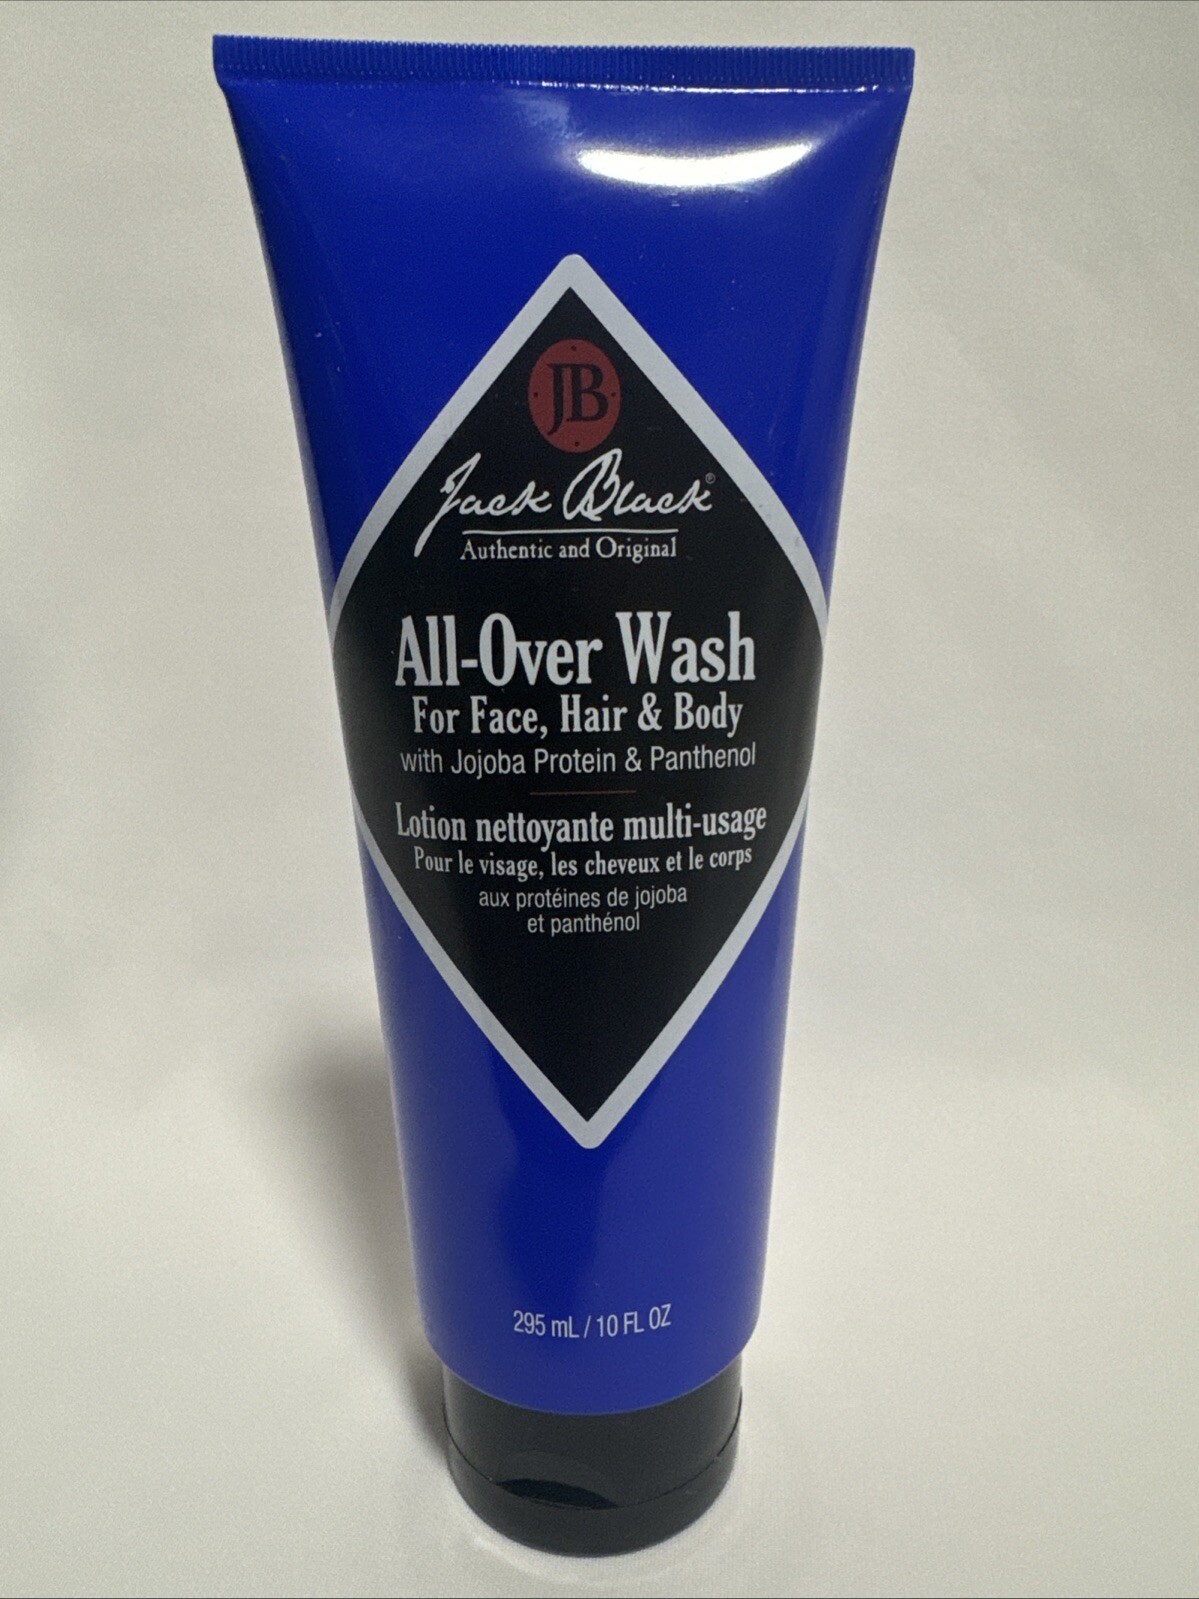 JB
Jack Black®
Authentic and Original
All-Over Wash
For Face, Hair & Body
with Jojoba Protein & Panthenol
Lotion nettoyante multi-usage
Pour le visage, les cheveux et le corps
aux protéines de jojoba
et panthénol
295 mL / 10 FL OZ